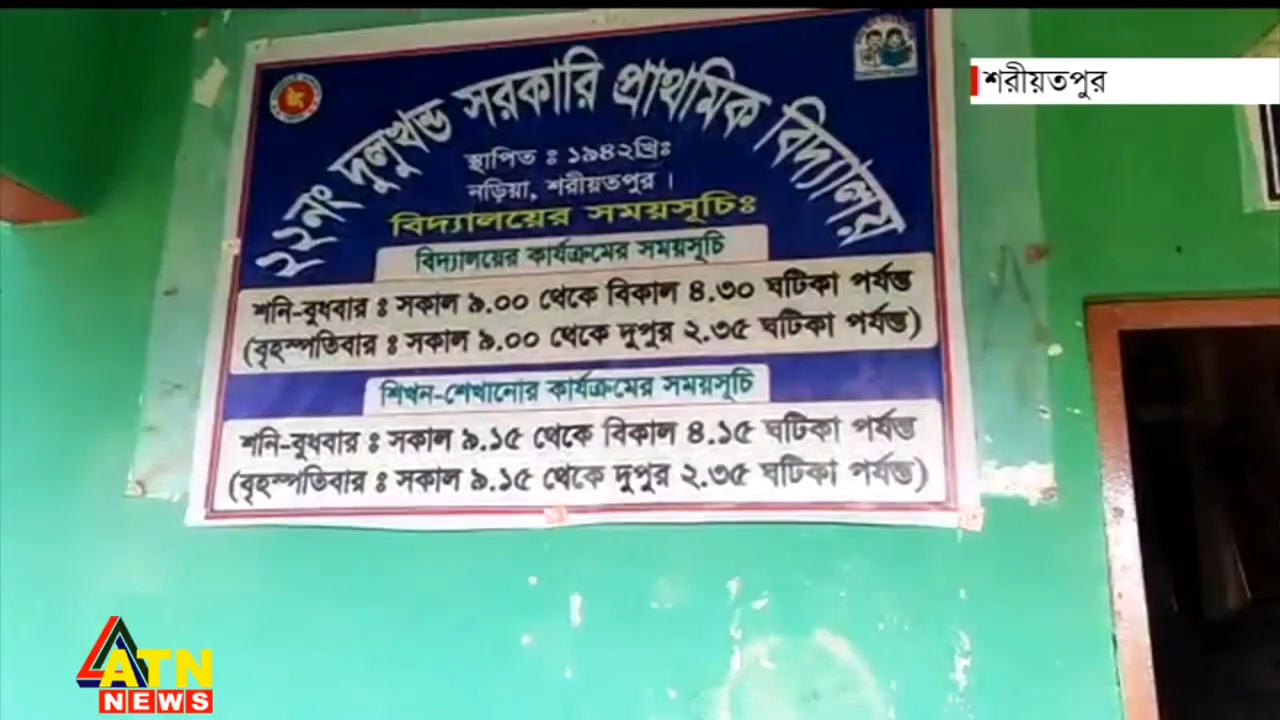 শরীয়তপুর
২২নং দুলুখন্ড সরকারি প্রাথমিক বিদ্যালয়
স্থাপিত ঃ ১৯৪২খ্রিঃ
নড়িয়া, শরীয়তপুর ।
বিদ্যালয়ের সময়সূচিঃ
বিদ্যালয়ের কার্যক্রমের সময়সূচি
শনি-বুধবার ঃ সকাল ৯.০০ থেকে বিকাল ৪.৩০ ঘটিকা পর্যন্ত
(বৃহস্পতিবার ঃ সকাল ৯.০০ থেকে দুপুর ২.৩৫ ঘটিকা পর্যন্ত)
শিখন-শেখানোর কার্যক্রমের সময়সূচি
শনি-বুধবার ঃ সকাল ৯.১৫ থেকে বিকাল ৪.১৫ ঘটিকা পর্যন্ত
(বৃহস্পতিবার ঃ সকাল ৯.১৫ থেকে দুপুর ২.৩৫ ঘটিকা পর্যন্ত)
ATN
NEWS